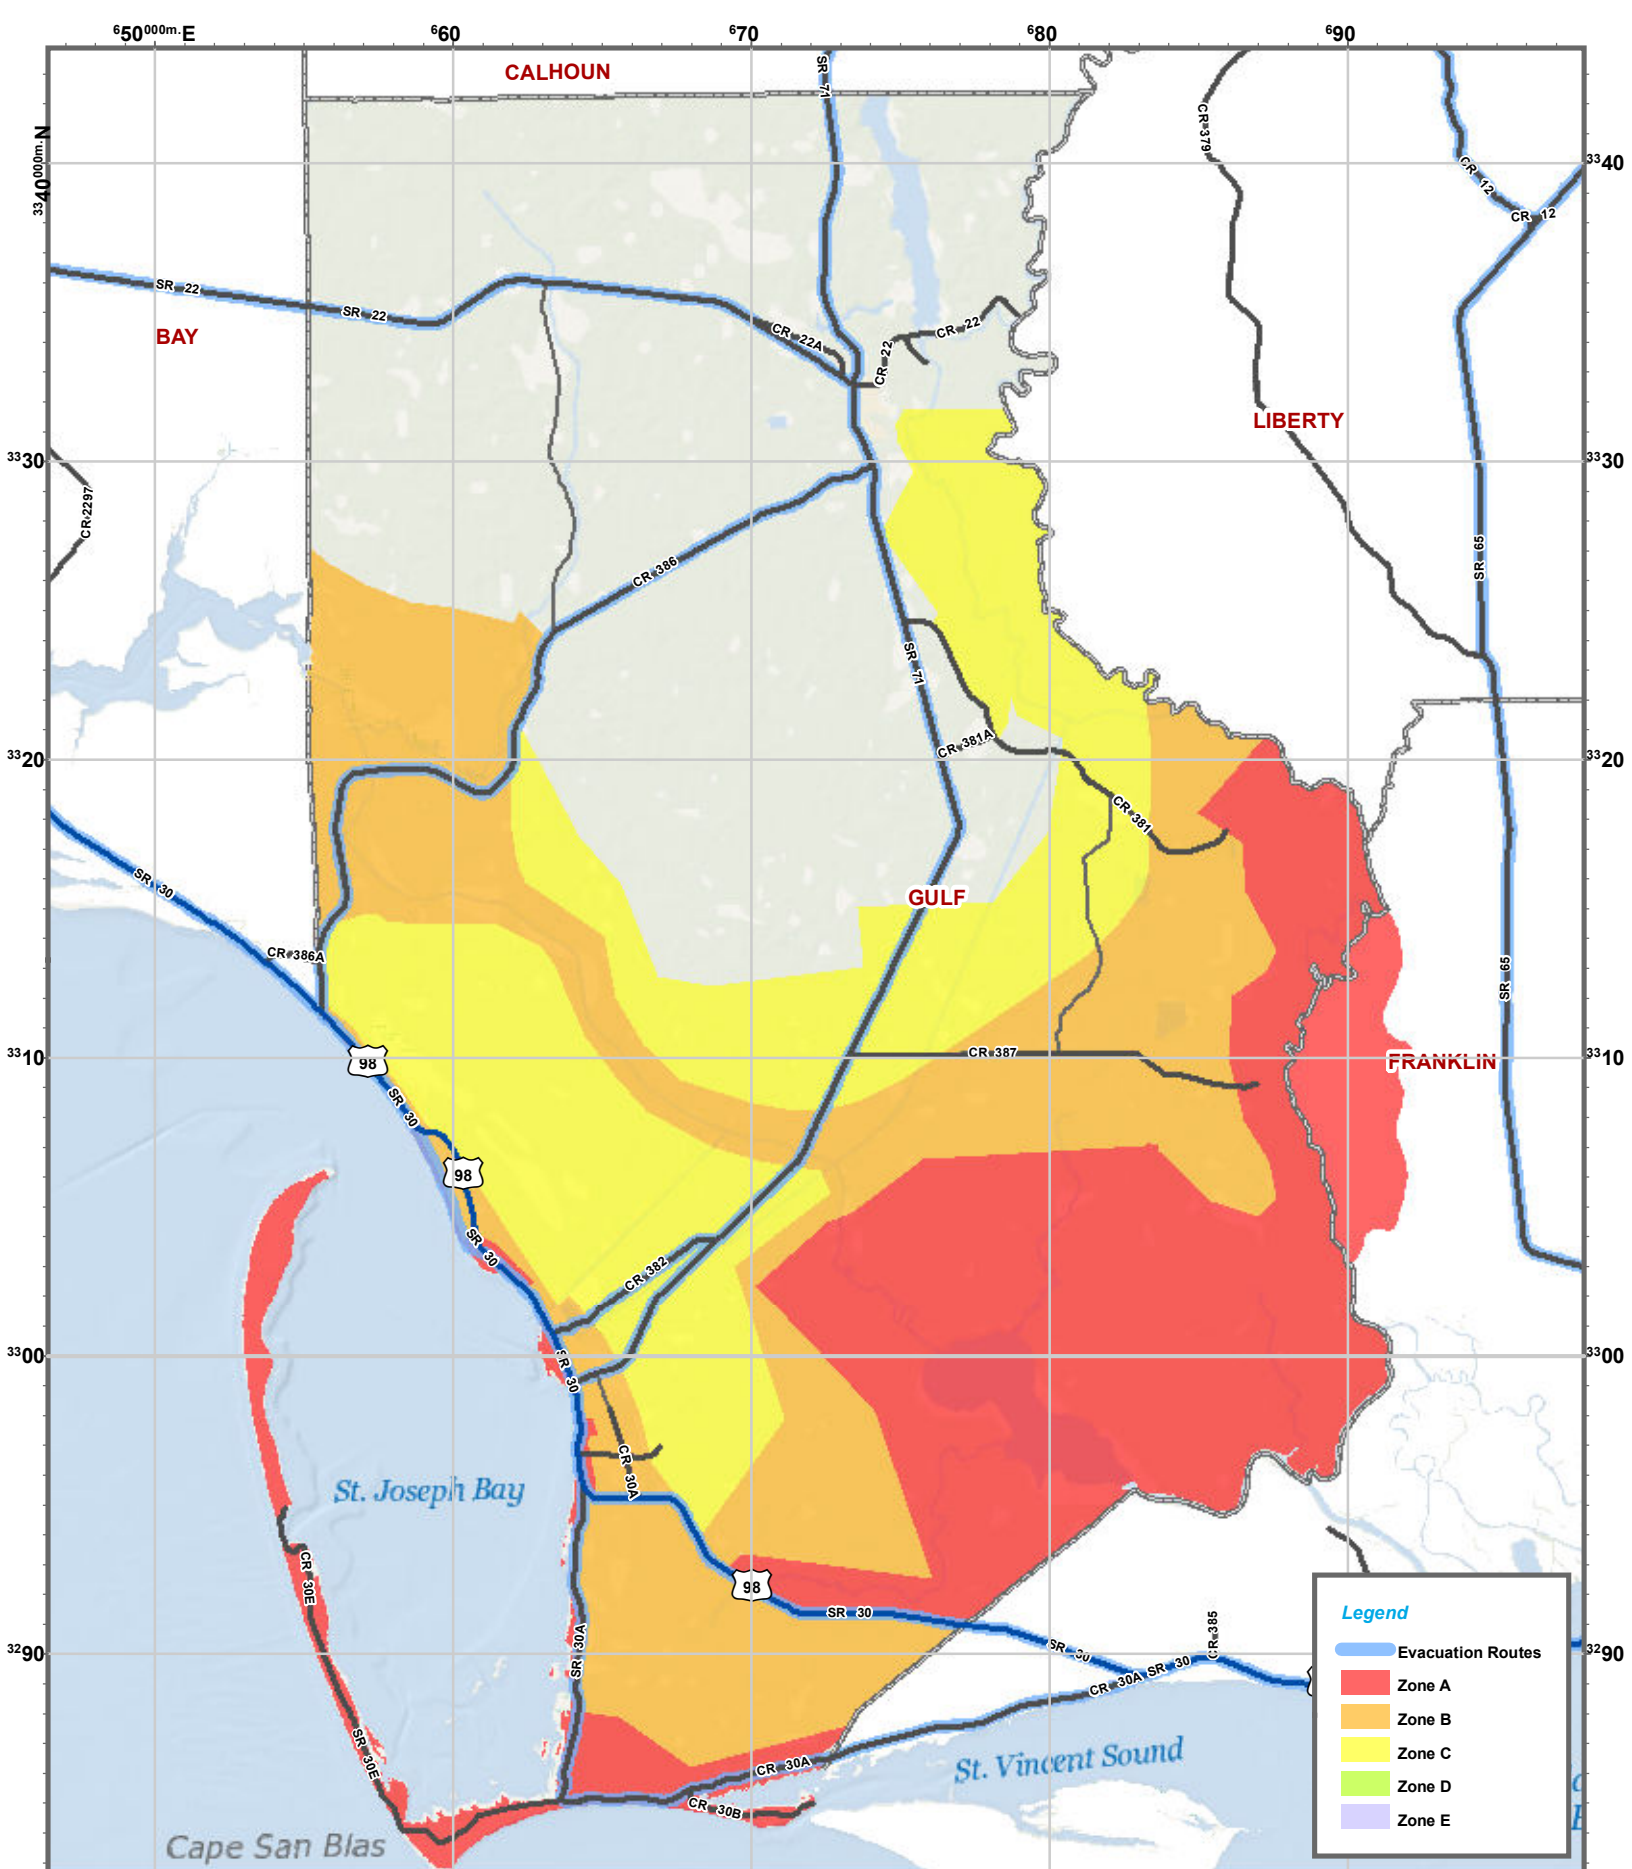 ⁶50⁰⁰⁰ᵐ·E
⁶60
⁶70
⁶80
⁶90
CALHOUN
SR 71
CR 379
³³40⁰⁰⁰ᵐ·N
³³40
CR 12
CR 12
SR 22
SR 22
BAY
CR 22A
CR 22
CR 22
LIBERTY
³³30
³³30
CR 2297
CR 386
SR 65
SR 71
CR 381A
³³20
³³20
CR 381
SR 30
GULF
CR 386A
SR 65
³³10
98
CR 387
FRANKLIN
³³10
SR 30
98
SR 30
CR 382
³³00
³³00
SR 30
CR 30A
St. Joseph Bay
CR 30E
98
SR 30
CR 385
SR 30A
³²90
SR 30
SR 30
CR 30A
³²90
SR 30E
CR 30A
St. Vincent Sound
CR 30B
Cape San Blas
Legend
Evacuation Routes
Zone A
Zone B
Zone C
Zone D
Zone E